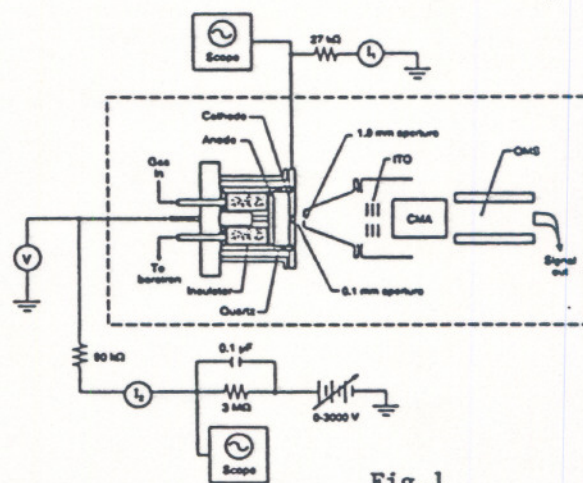 Scope
27 kΩ
I₁
Cathode
Anode
Gas
in
1.0 mm aperture
ITO
QMS
CMA
V
To
baratron
Insulator
Quartz
0.1 mm aperture
Signal
out
90 kΩ
0.1 µF
I₂
3 MΩ
0-3000 V
Scope
Fig 1